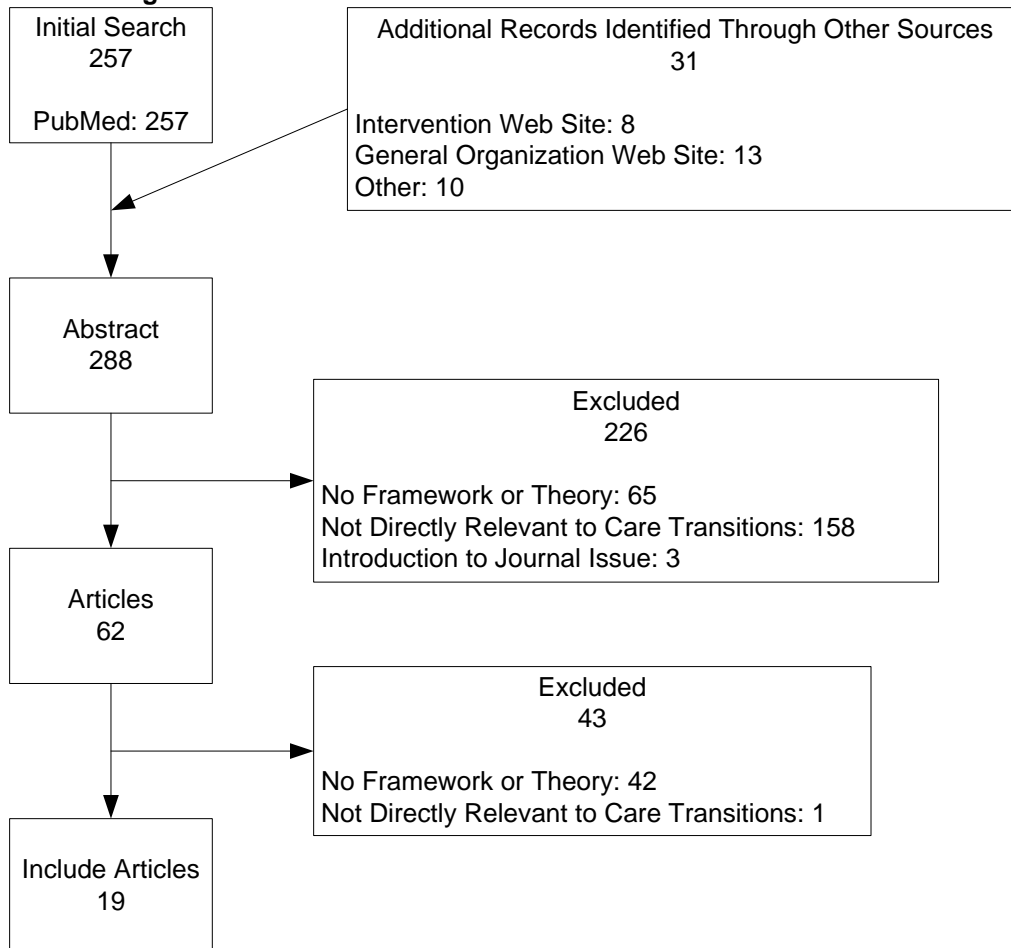 Initial Search
257
PubMed: 257
Additional Records Identified Through Other Sources
31
Intervention Web Site: 8
General Organization Web Site: 13
Other: 10
Abstract
288
Excluded
226
No Framework or Theory: 65
Not Directly Relevant to Care Transitions: 158
Introduction to Journal Issue: 3
Articles
62
Excluded
43
No Framework or Theory: 42
Not Directly Relevant to Care Transitions: 1
Include Articles
19